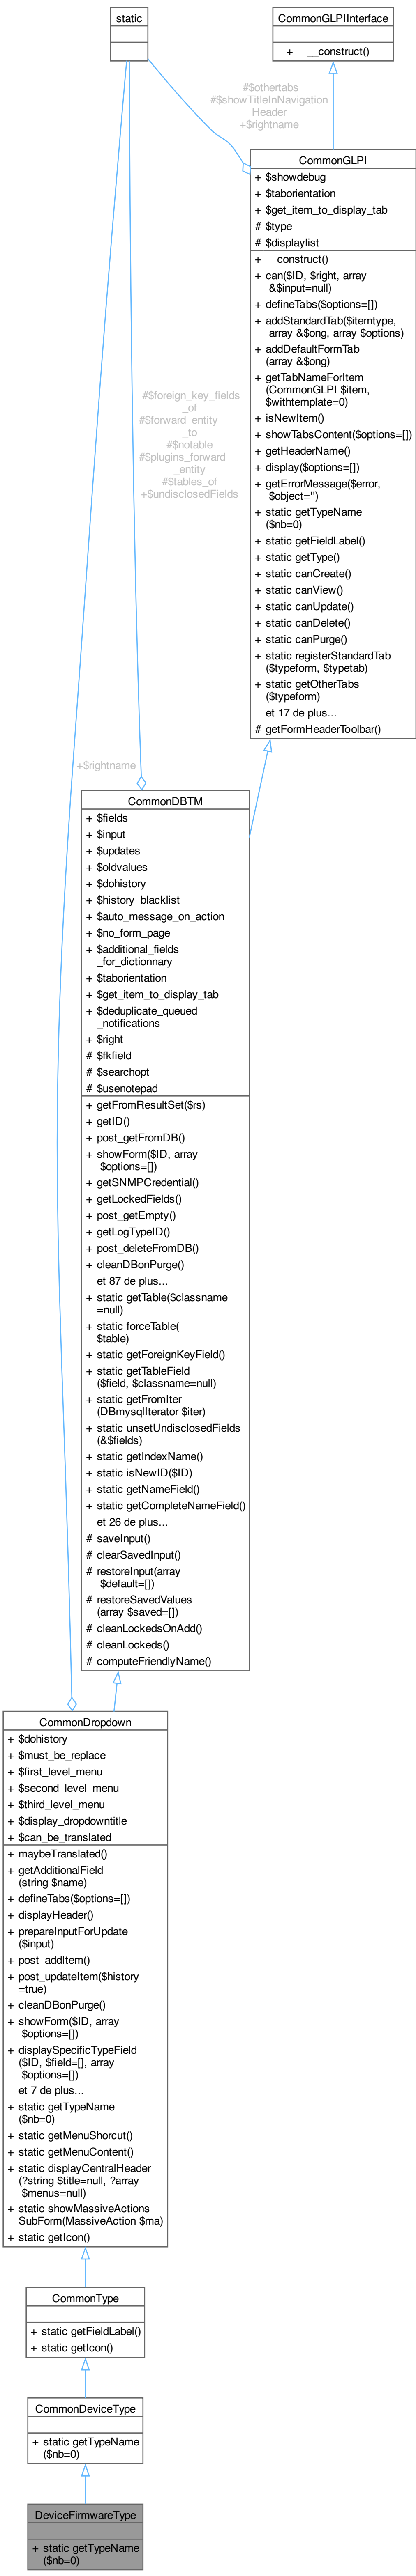 static
CommonGLPIInterface
+ __construct()
#$othertabs
#$showTitleInNavigation
Header
+$rightname
CommonGLPI
+ $showdebug
+ $taborientation
+ $get_item_to_display_tab
# $type
# $displaylist
+ __construct()
+ can($ID, $right, array
&$input=null)
+ defineTabs($options=[])
+ addStandardTab($itemtype,
array &$ong, array $options)
+ addDefaultFormTab
(array &$ong)
+ getTabNameForItem
(CommonGLPI $item,
$withtemplate=0)
+ isNewItem()
+ showTabsContent($options=[])
+ getHeaderName()
+ display($options=[])
+ getErrorMessage($error,
$object='')
+ static getTypeName
($nb=0)
+ static getFieldLabel()
+ static getType()
+ static canCreate()
+ static canView()
+ static canUpdate()
+ static canDelete()
+ static canPurge()
+ static registerStandardTab
($typeform, $typetab)
+ static getOtherTabs
($typeform)
et 17 de plus...
# getFormHeaderToolbar()
#$foreign_key_fields
_of
#$forward_entity
_to
#$notable
#$plugins_forward
_entity
#$tables_of
+$undisclosedFields
+$rightname
CommonDBTM
+ $fields
+ $input
+ $updates
+ $oldvalues
+ $dohistory
+ $history_blacklist
+ $auto_message_on_action
+ $no_form_page
+ $additional_fields
_for_dictionnary
+ $taborientation
+ $get_item_to_display_tab
+ $deduplicate_queued
_notifications
+ $right
# $fkfield
# $searchopt
# $usenotepad
+ getFromResultSet($rs)
+ getID()
+ post_getFromDB()
+ showForm($ID, array
$options=[])
+ getSNMPCredential()
+ getLockedFields()
+ post_getEmpty()
+ getLogTypeID()
+ post_deleteFromDB()
+ cleanDBonPurge()
et 87 de plus...
+ static getTable($classname
=null)
+ static forceTable(
$table)
+ static getForeignKeyField()
+ static getTableField
($field, $classname=null)
+ static getFromIter
(DBmysqlIterator $iter)
+ static unsetUndisclosedFields
(&$fields)
+ static getIndexName()
+ static isNewID($ID)
+ static getNameField()
+ static getCompleteNameField()
et 26 de plus...
# saveInput()
# clearSavedInput()
# restoreInput(array
$default=[])
# restoreSavedValues
(array $saved=[])
# cleanLockedsOnAdd()
# cleanLockeds()
# computeFriendlyName()
CommonDropdown
+ $dohistory
+ $must_be_replace
+ $first_level_menu
+ $second_level_menu
+ $third_level_menu
+ $display_dropdowntitle
+ $can_be_translated
+ maybeTranslated()
+ getAdditionalField
(string $name)
+ defineTabs($options=[])
+ displayHeader()
+ prepareInputForUpdate
($input)
+ post_addItem()
+ post_updateItem($history
=true)
+ cleanDBonPurge()
+ showForm($ID, array
$options=[])
+ displaySpecificTypeField
($ID, $field=[], array
$options=[])
et 7 de plus...
+ static getTypeName
($nb=0)
+ static getMenuShorcut()
+ static getMenuContent()
+ static displayCentralHeader
(?string $title=null, ?array
$menus=null)
+ static showMassiveActions
SubForm(MassiveAction $ma)
+ static getIcon()
CommonType
+ static getFieldLabel()
+ static getIcon()
CommonDeviceType
+ static getTypeName
($nb=0)
DeviceFirmwareType
+ static getTypeName
($nb=0)